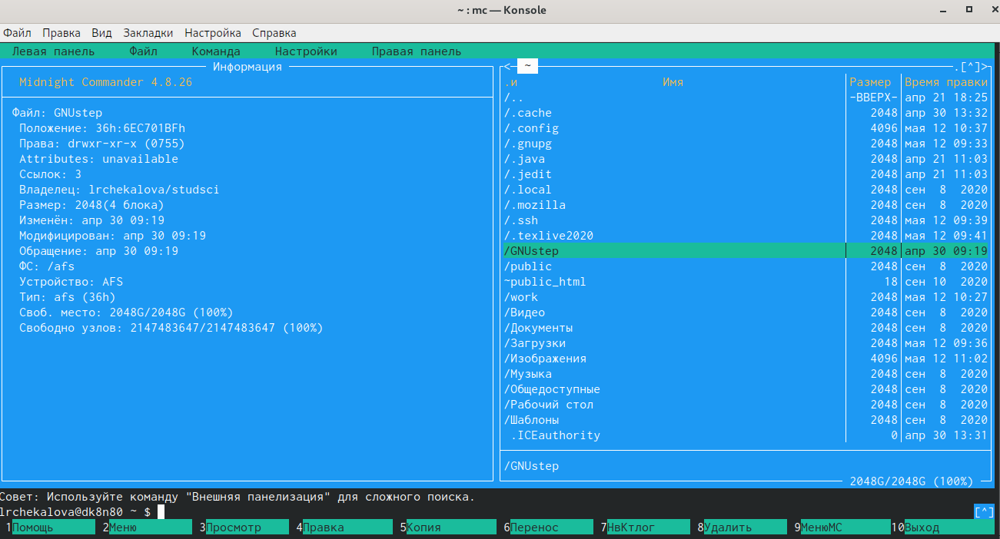 ~ : mc — Konsole
Файл Правка Вид Закладки Настройка Справка
Левая панель Файл Команда Настройки Правая панель
Информация
Midnight Commander 4.8.26
Файл: GNUstep
Положение: 36h:6EC701BFh
Права: drwxr-xr-x (0755)
Attributes: unavailable
Ссылок: 3
Владелец: lrchekalova/studsci
Размер: 2048(4 блока)
Изменён: апр 30 09:19
Модифицирован: апр 30 09:19
Обращение: апр 30 09:19
ФС: /afs
Устройство: AFS
Тип: afs (36h)
Своб. место: 2048G/2048G (100%)
Свободно узлов: 2147483647/2147483647 (100%)
<─ ~ .[^]>
.и Имя Размер Время правки
/.. -ВВЕРХ- апр 21 18:25
/.cache 2048 апр 30 13:32
/.config 4096 мая 12 10:37
/.gnupg 2048 мая 12 09:33
/.java 2048 апр 21 11:03
/.jedit 2048 апр 21 11:03
/.local 2048 сен 8 2020
/.mozilla 2048 сен 8 2020
/.ssh 2048 мая 12 09:39
/.texlive2020 2048 мая 12 09:41
/GNUstep 2048 апр 30 09:19
/public 2048 сен 8 2020
~public_html 18 сен 10 2020
/work 2048 мая 12 10:27
/Видео 2048 сен 8 2020
/Документы 2048 сен 8 2020
/Загрузки 2048 мая 12 09:36
/Изображения 4096 мая 12 11:02
/Музыка 2048 сен 8 2020
/Общедоступные 2048 сен 8 2020
/Рабочий стол 2048 сен 8 2020
/Шаблоны 2048 сен 8 2020
.ICEauthority 0 апр 30 13:31
/GNUstep
2048G/2048G (100%)
Совет: Используйте команду "Внешняя панелизация" для сложного поиска.
lrchekalova@dk8n80 ~ $ [^]
1Помощь 2Меню 3Просмотр 4Правка 5Копия 6Перенос 7НвКтлог 8Удалить 9МенюMC 10Выход